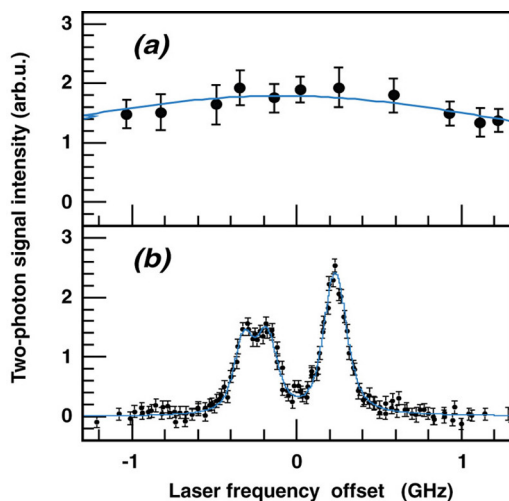 3
(a)
2
1
0
3
(b)
2
1
0
-1 0 1
Two-photon signal intensity (arb.u.)
Laser frequency offset (GHz)